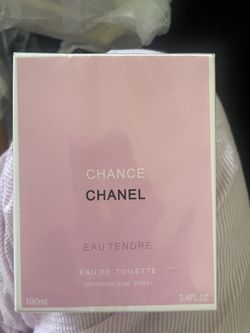 CHANCE
CHANEL
EAU TENDRE
EAU DE TOILETTE
VAPORISATEUR SPRAY
100ml 3.4FL.OZ